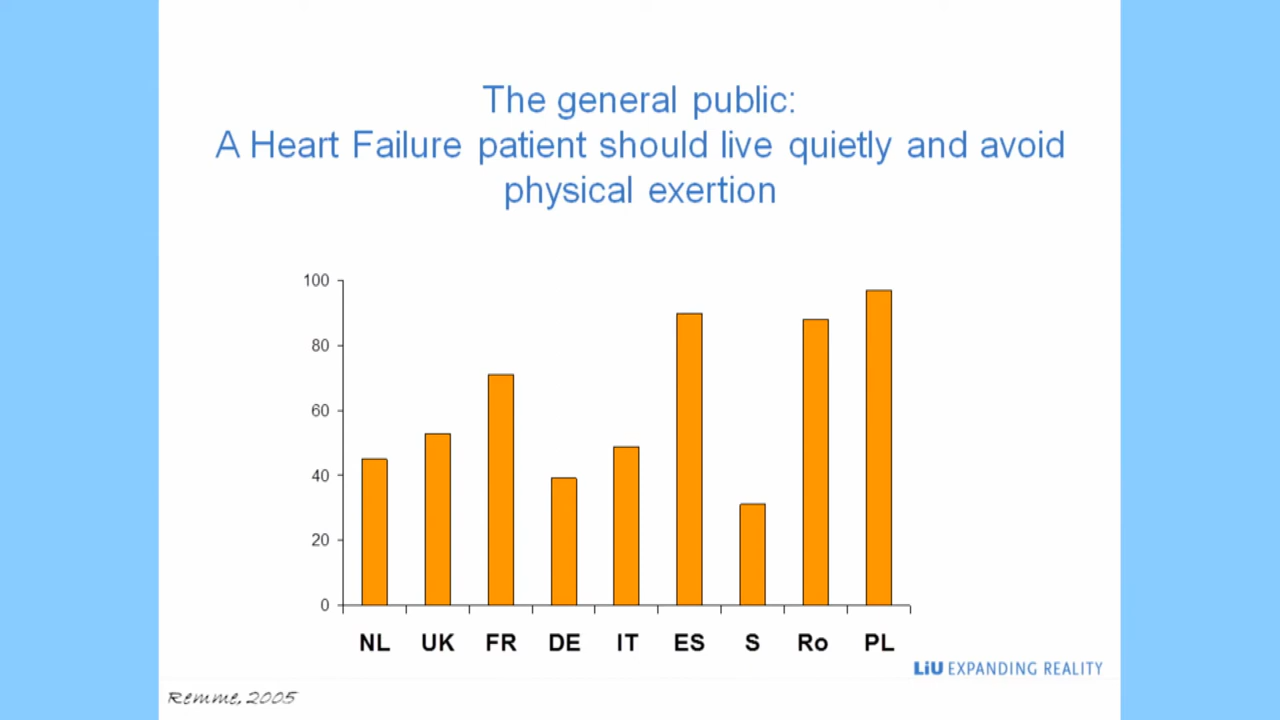 The general public:
A Heart Failure patient should live quietly and avoid
physical exertion
100
80
60
40
20
0
NL UK FR DE IT ES S Ro PL
LiU EXPANDING REALITY
Remme, 2005